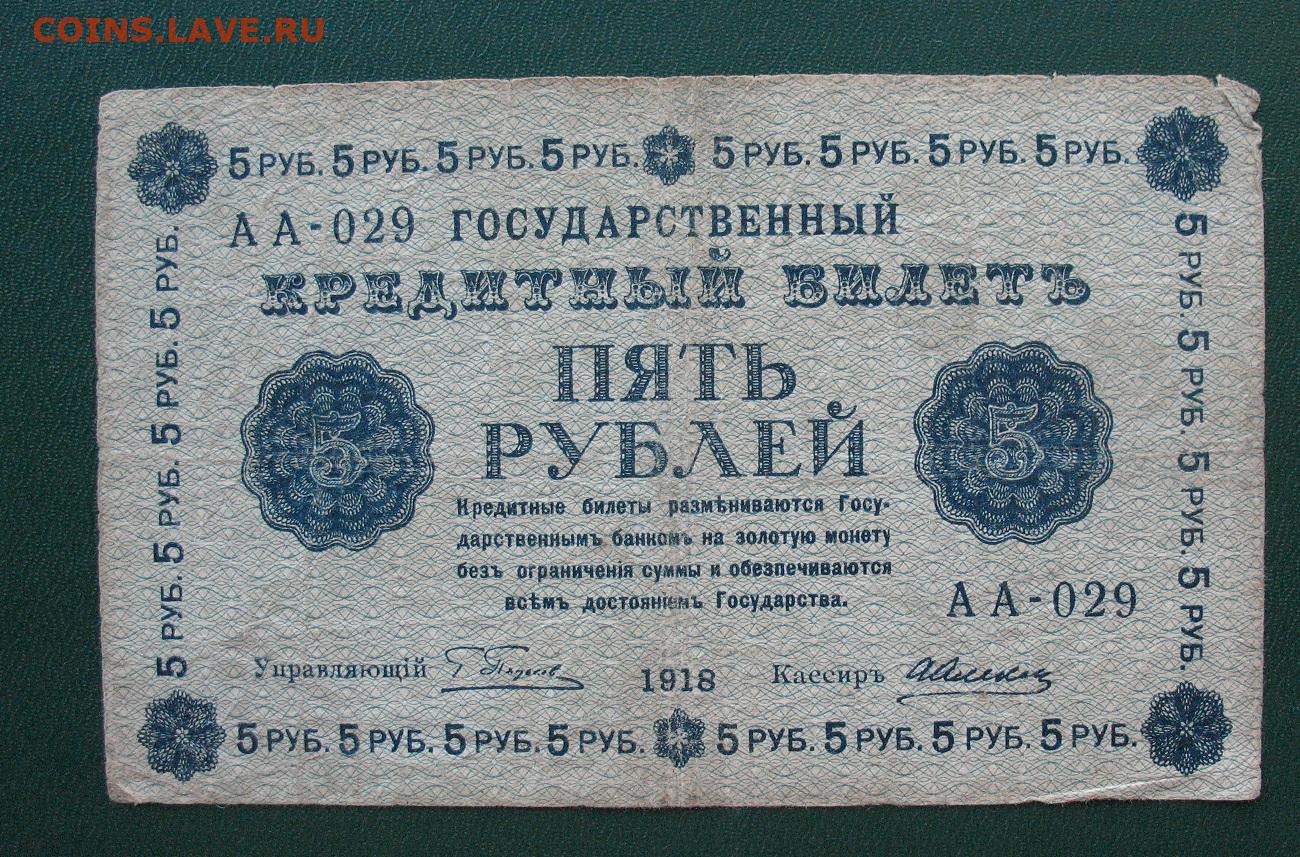 COINS.LAVE.RU
5 РУБ. 5 РУБ. 5 РУБ. 5 РУБ. 5 РУБ. 5 РУБ. 5 РУБ. 5 РУБ.
АА-029 ГОСУДАРСТВЕННЫЙ
КРЕДИТНЫЙ БИЛЕТЪ
5 РУБ. 5 РУБ. 5 РУБ. 5 РУБ.
ПЯТЬ
РУБЛЕЙ
5
5
Кредитные билеты размѣниваются Госу-
дарственнымъ банкомъ на золотую монету
безъ ограниченія суммы и обезпечиваются
всѣмъ достояніемъ Государства.
АА-029
5 РУБ. 5 РУБ. 5 РУБ. 5 РУБ.
Управляющій 1918 Кассиръ
5 РУБ. 5 РУБ. 5 РУБ. 5 РУБ. 5 РУБ. 5 РУБ. 5 РУБ. 5 РУБ.